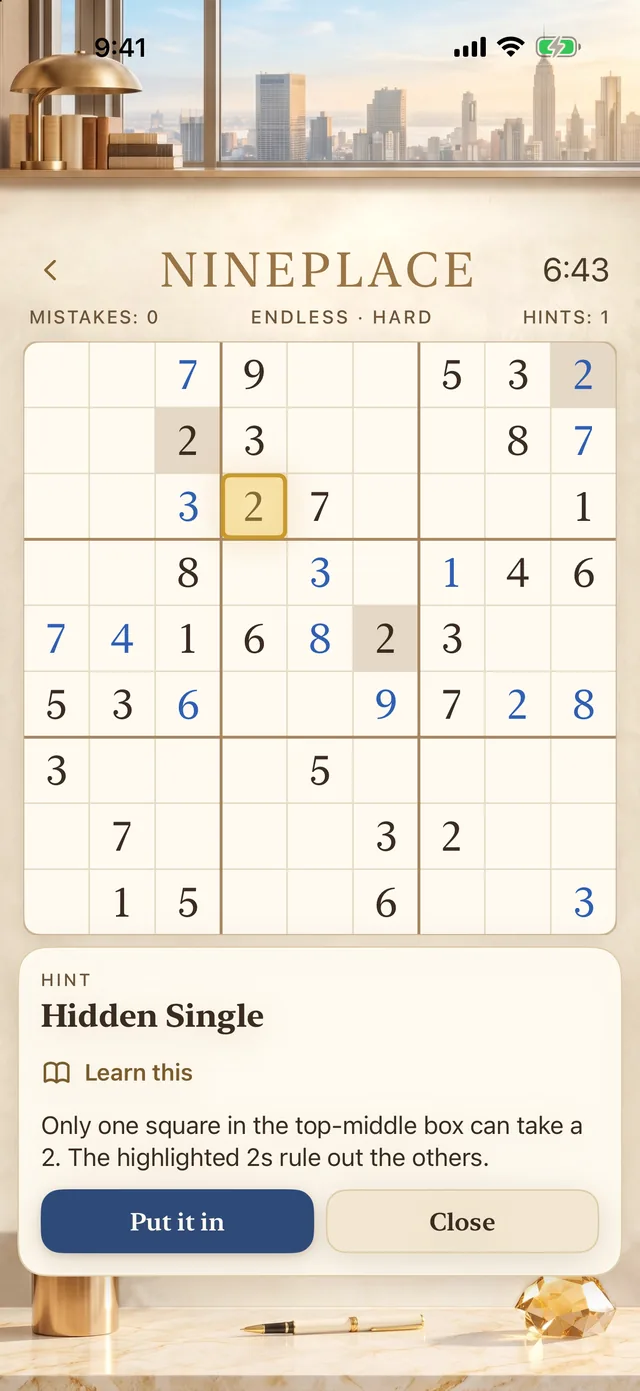 9:41
NINEPLACE 6:43
MISTAKES: 0 ENDLESS · HARD HINTS: 1
7 9 5 3 2
2 3 8 7
3 2 7 1
8 3 1 4 6
7 4 1 6 8 2 3
5 3 6 9 7 2 8
3 5
7 3 2
1 5 6 3
HINT
Hidden Single
Learn this
Only one square in the top-middle box can take a
2. The highlighted 2s rule out the others.
Put it in Close